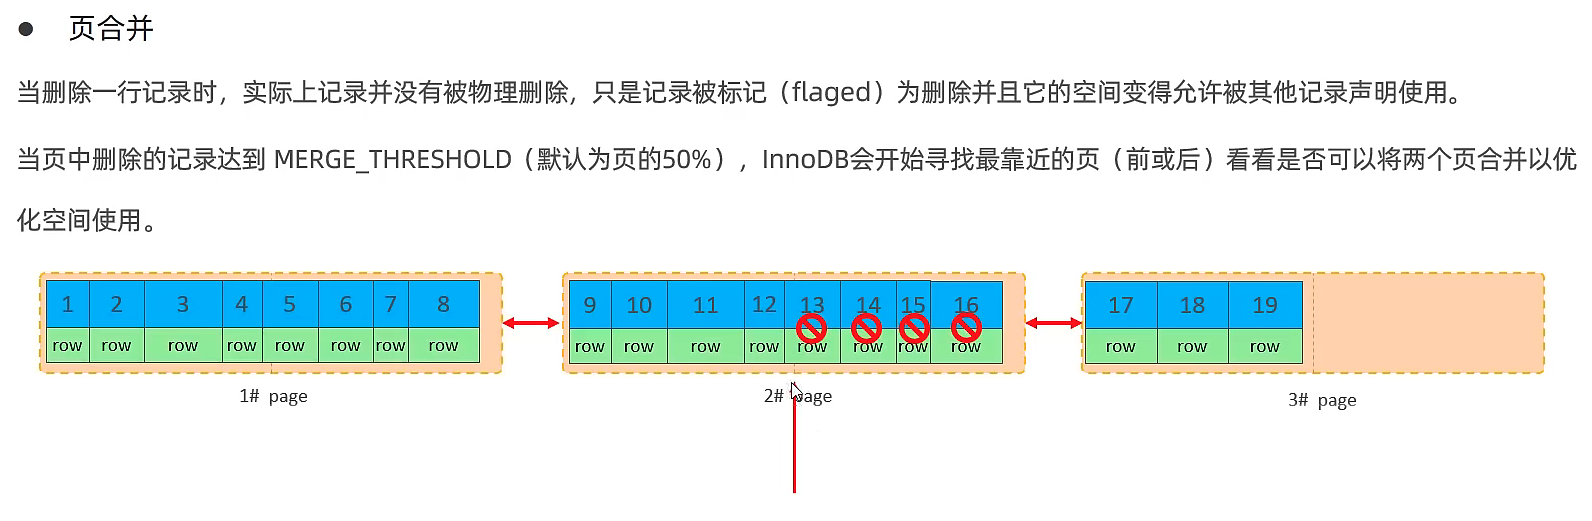 ● 页合并
当删除一行记录时，实际上记录并没有被物理删除，只是记录被标记（flaged）为删除并且它的空间变得允许被其他记录声明使用。
当页中删除的记录达到 MERGE_THRESHOLD（默认为页的50%），InnoDB会开始寻找最靠近的页（前或后）看看是否可以将两个页合并以优
化空间使用。
1 2 3 4 5 6 7 8 9 10 11 12 13 14 15 16 17 18 19
row row row row row row row row row row row row row row row row row row row
1# page 2# page 3# page